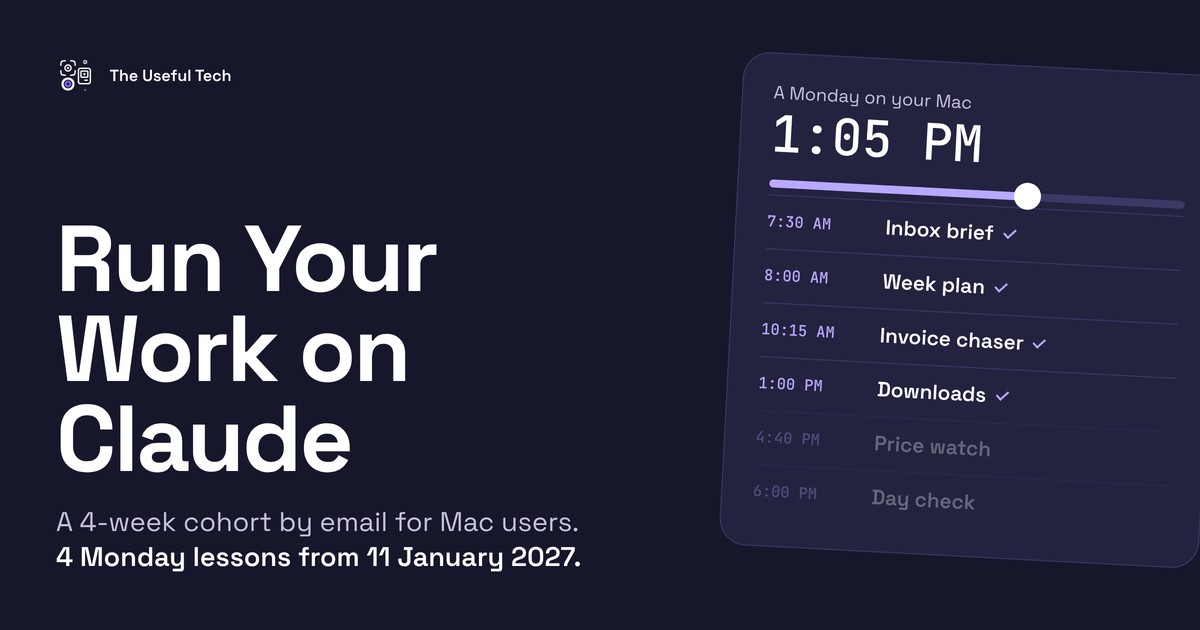 The Useful Tech
Run Your
Work on
Claude
A 4-week cohort by email for Mac users.
4 Monday lessons from 11 January 2027.
A Monday on your Mac
1:05 PM
7:30 AM Inbox brief ✓
8:00 AM Week plan ✓
10:15 AM Invoice chaser ✓
1:00 PM Downloads ✓
4:40 PM Price watch
6:00 PM Day check